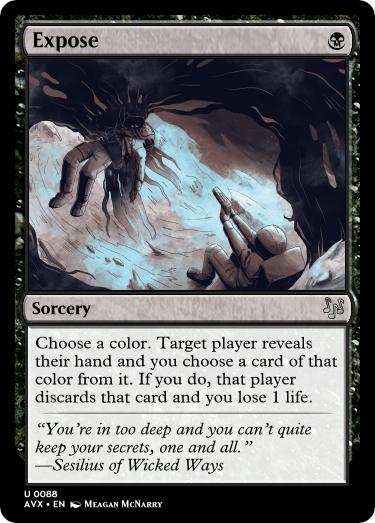 Expose
Sorcery
Choose a color. Target player reveals
their hand and you choose a card of that
color from it. If you do, that player
discards that card and you lose 1 life.
“You’re in too deep and you can’t quite
keep your secrets, one and all.”
—Sesilius of Wicked Ways
U 0088
AVX • EN Meagan McNarry